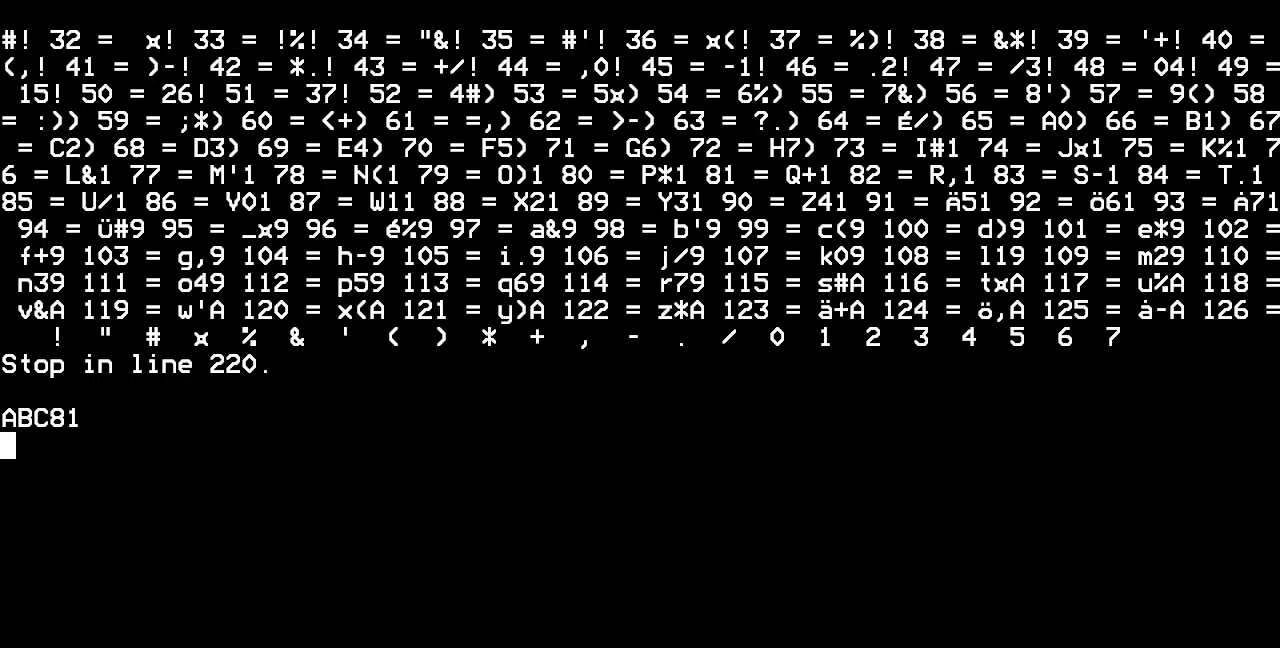 #! 32 =  ¤! 33 = !%! 34 = "&! 35 = #'! 36 = ¤(! 37 = %)! 38 = &*! 39 = '+! 40 =
(,! 41 = )-! 42 = *.! 43 = +/! 44 = ,0! 45 = -1! 46 = .2! 47 = /3! 48 = 04! 49 =
 15! 50 = 26! 51 = 37! 52 = 4#) 53 = 5¤) 54 = 6%) 55 = 7&) 56 = 8') 57 = 9() 58
= :)) 59 = ;*) 60 = <+) 61 = =,) 62 = >-) 63 = ?.) 64 = É/) 65 = A0) 66 = B1) 67
 = C2) 68 = D3) 69 = E4) 70 = F5) 71 = G6) 72 = H7) 73 = I#1 74 = J¤1 75 = K%1 7
6 = L&1 77 = M'1 78 = N(1 79 = O)1 80 = P*1 81 = Q+1 82 = R,1 83 = S-1 84 = T.1
85 = U/1 86 = V01 87 = W11 88 = X21 89 = Y31 90 = Z41 91 = Ä51 92 = ö61 93 = Å71
 94 = ü#9 95 = _¤9 96 = é%9 97 = a&9 98 = b'9 99 = c(9 100 = d)9 101 = e*9 102 =
 f+9 103 = g,9 104 = h-9 105 = i.9 106 = j/9 107 = k09 108 = l19 109 = m29 110 =
 n39 111 = o49 112 = p59 113 = q69 114 = r79 115 = s#A 116 = t¤A 117 = u%A 118 =
 v&A 119 = w'A 120 = x(A 121 = y)A 122 = z*A 123 = ä+A 124 = ö,A 125 = å-A 126 =
! " # ¤ % & ' ( ) * + , - . / 0 1 2 3 4 5 6 7
Stop in line 220.
ABC81